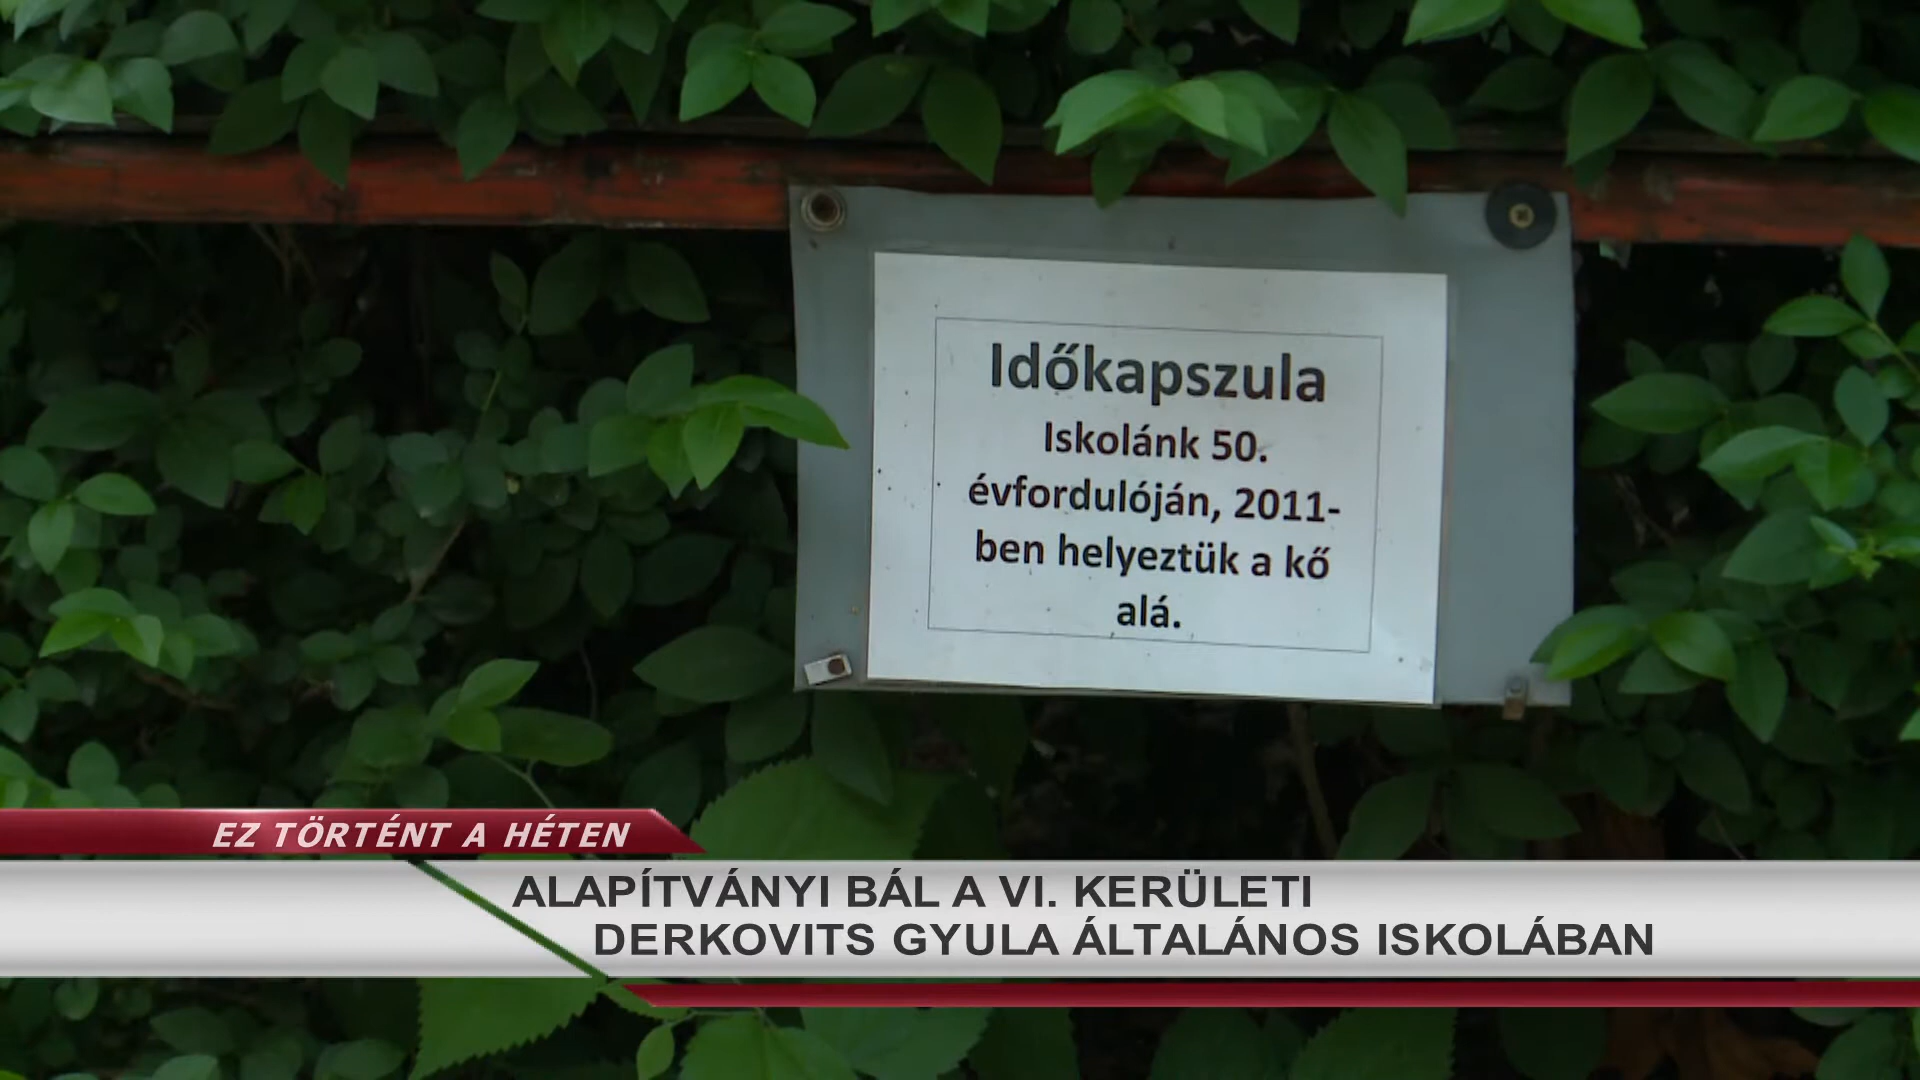 Időkapszula
Iskolánk 50.
évfordulóján, 2011-
ben helyeztük a kő
alá.
EZ TÖRTÉNT A HÉTEN
ALAPÍTVÁNYI BÁL A VI. KERÜLETI
DERKOVITS GYULA ÁLTALÁNOS ISKOLÁBAN